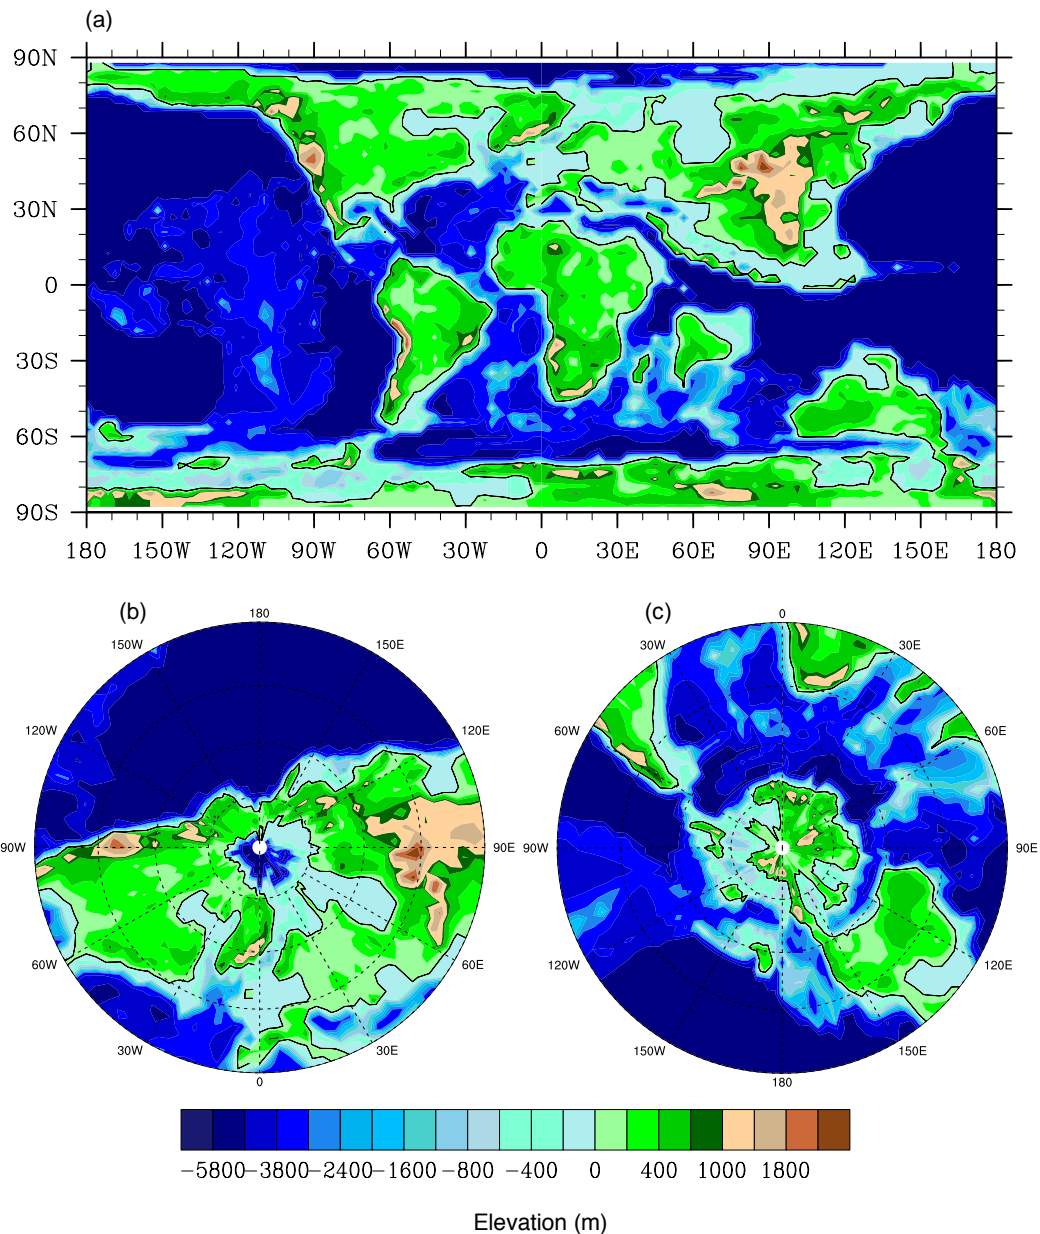 (a)
90N
60N
30N
0
30S
60S
90S
180 150W 120W 90W 60W 30W 0 30E 60E 90E 120E 150E 180
(b)
180
150W 150E
120W 120E
90W 90E
60W 60E
30W 30E
0
(c)
0
30W 30E
60W 60E
90W 90E
120W 120E
150W 150E
180
−5800 −3800 −2400 −1600 −800 −400 0 400 1000 1800
Elevation (m)